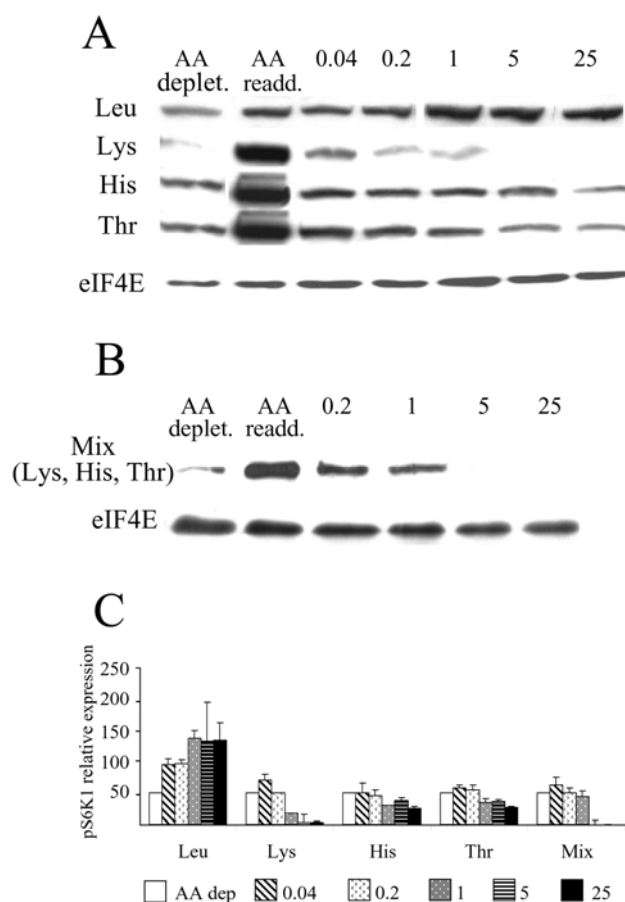 A
AA deplet. AA readd. 0.04 0.2 1 5 25
Leu
Lys
His
Thr
eIF4E
B
AA deplet. AA readd. 0.2 1 5 25
Mix
(Lys, His, Thr)
eIF4E
C
pS6K1 relative expression
250
200
150
100
50
Leu Lys His Thr Mix
AA dep 0.04 0.2 1 5 25